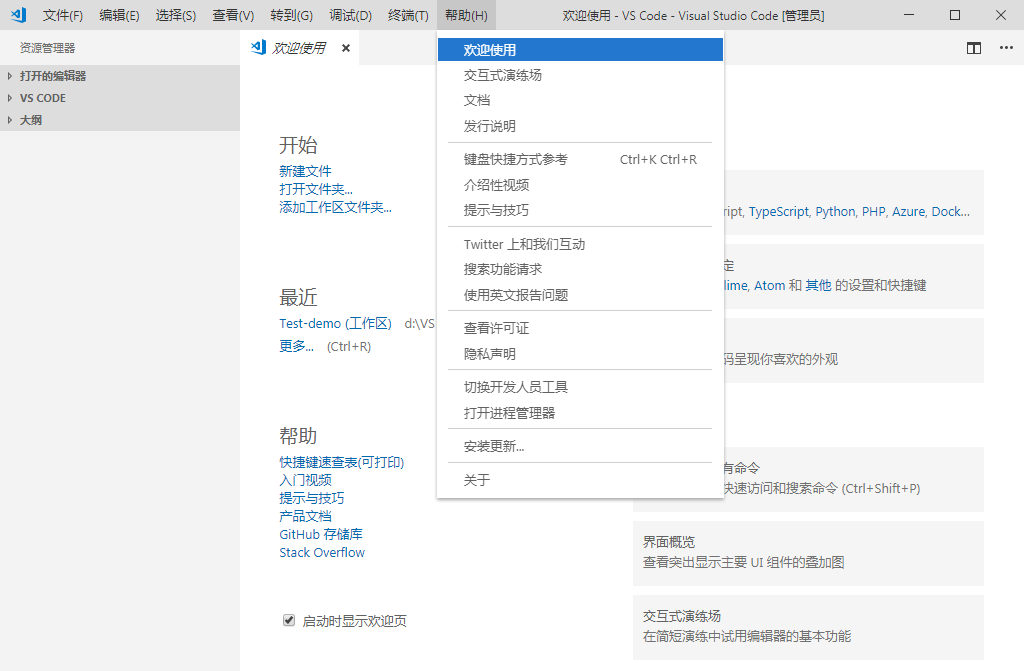 文件(F) 编辑(E) 选择(S) 查看(V) 转到(G) 调试(D) 终端(T) 帮助(H) 欢迎使用 - VS Code - Visual Studio Code [管理员]
资源管理器
打开的编辑器
VS CODE
大纲
欢迎使用
欢迎使用
交互式演练场
文档
发行说明
键盘快捷方式参考 Ctrl+K Ctrl+R
介绍性视频
提示与技巧
Twitter 上和我们互动
搜索功能请求
使用英文报告问题
查看许可证
隐私声明
切换开发人员工具
打开进程管理器
安装更新...
关于
开始
新建文件
打开文件夹...
添加工作区文件夹...
最近
Test-demo (工作区) d:\VS
更多... (Ctrl+R)
帮助
快捷键速查表(可打印)
入门视频
提示与技巧
产品文档
GitHub 存储库
Stack Overflow
启动时显示欢迎页
ript, TypeScript, Python, PHP, Azure, Dock...
定
lime, Atom 和 其他 的设置和快捷键
码呈现你喜欢的外观
有命令
快速访问和搜索命令 (Ctrl+Shift+P)
界面概览
查看突出显示主要 UI 组件的叠加图
交互式演练场
在简短演练中试用编辑器的基本功能